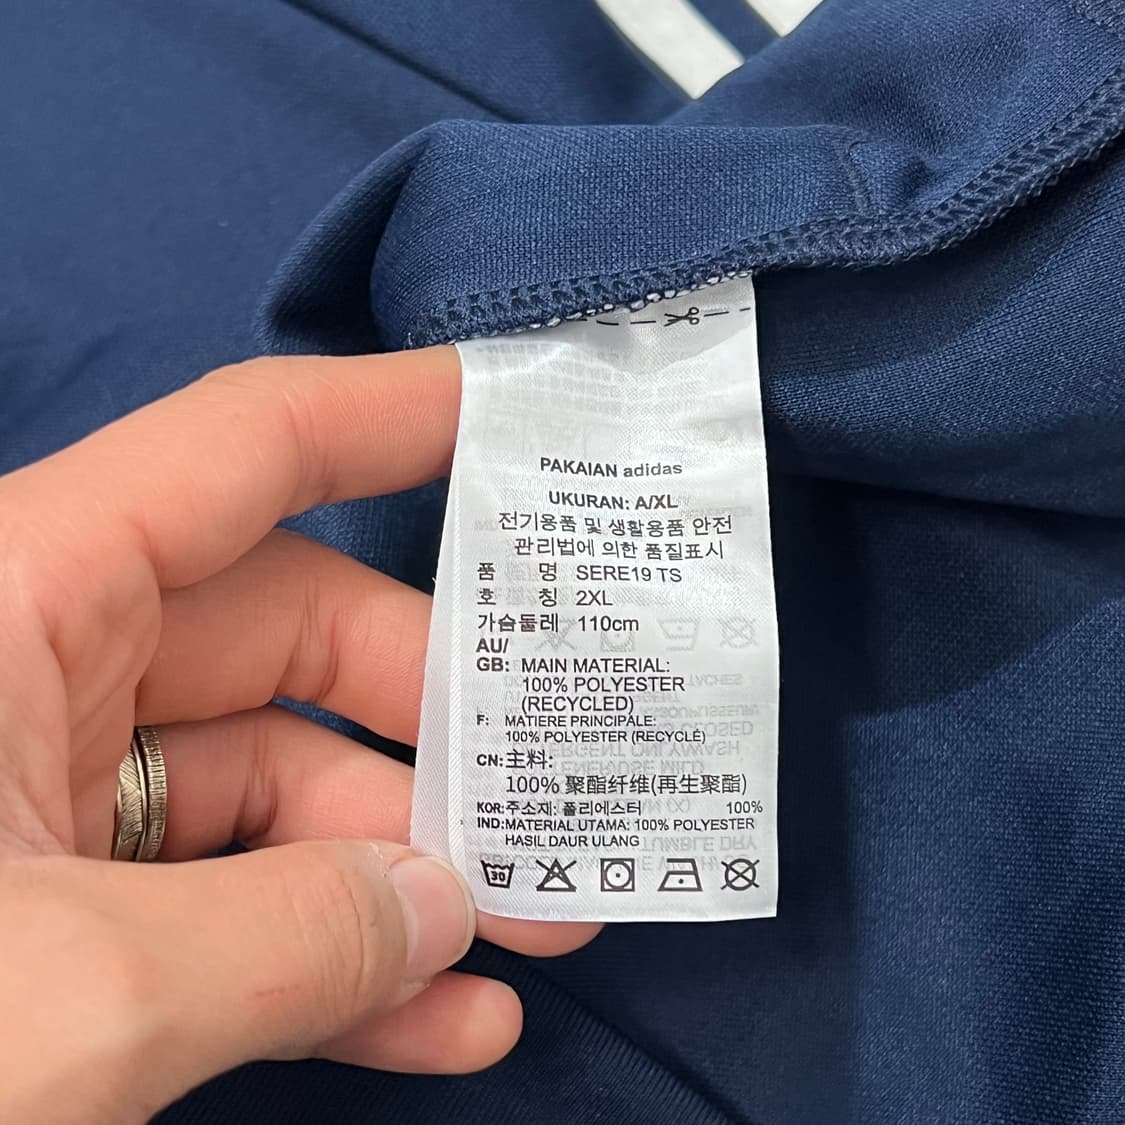 PAKAIAN adidas
UKURAN: A/XL
전기용품 및 생활용품 안전
관리법에 의한 품질표시
품 명 SERE19 TS
호 칭 2XL
가슴둘레 110cm
AU/
GB: MAIN MATERIAL:
100% POLYESTER
(RECYCLED)
F: MATIERE PRINCIPALE:
100% POLYESTER (RECYCLÉ)
CN:主料:
100% 聚酯纤维(再生聚酯)
KOR:주소재: 폴리에스터 100%
IND:MATERIAL UTAMA: 100% POLYESTER
HASIL DAUR ULANG
30